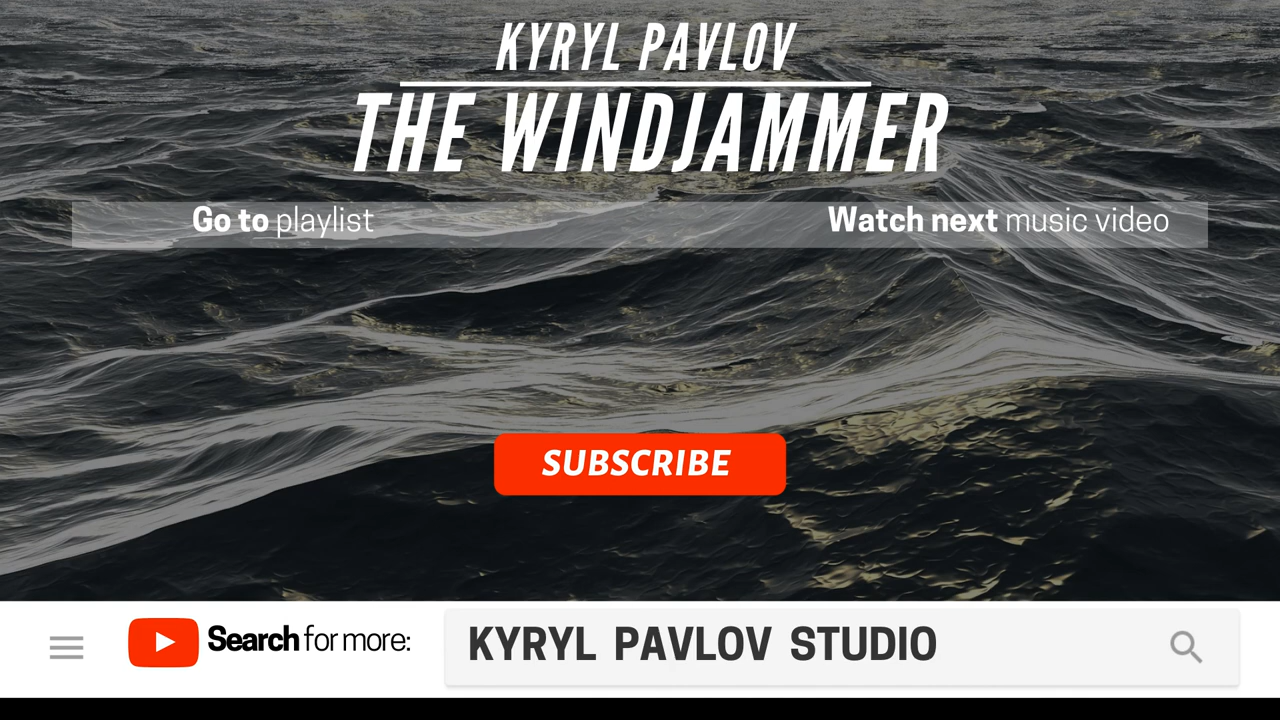 KYRYL PAVLOV
THE WINDJAMMER
Go to playlist
Watch next music video
SUBSCRIBE
Search for more:
KYRYL PAVLOV STUDIO